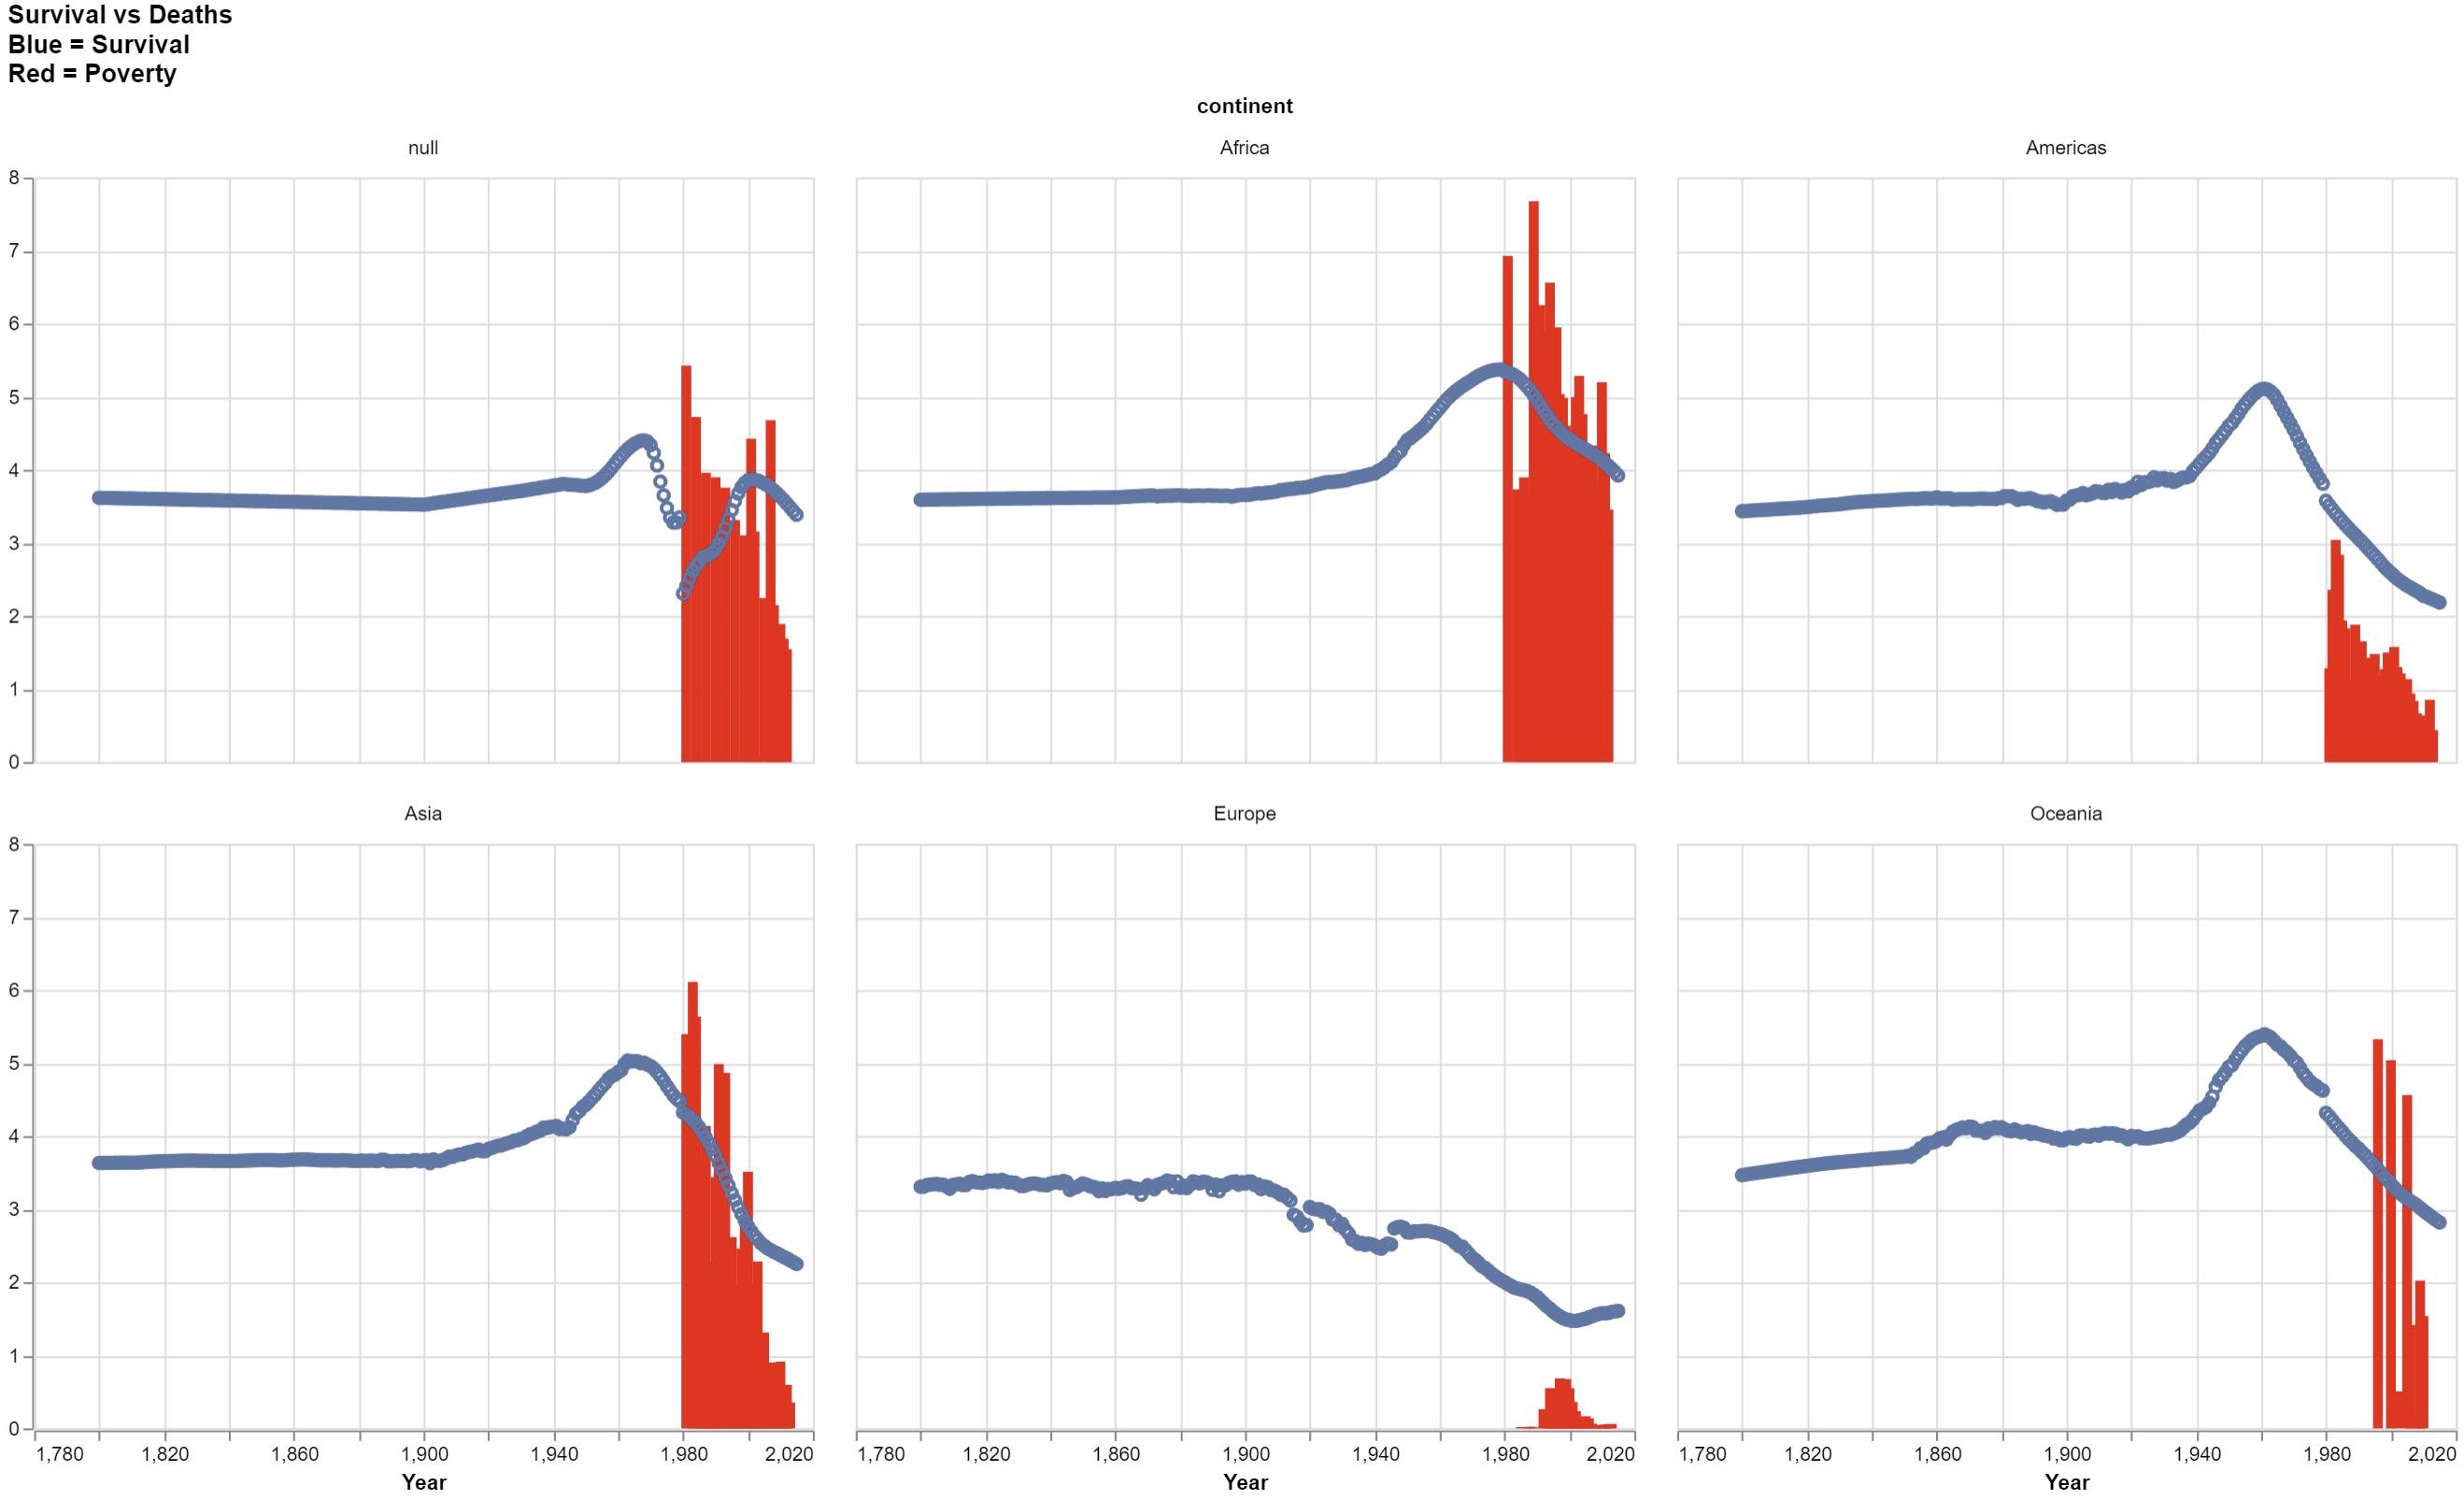 Survival vs Deaths
Blue = Survival
Red = Poverty
continent
null Africa Americas
8
7
6
5
4
3
2
1
0
Asia Europe Oceania
8
7
6
5
4
3
2
1
0
1,780 1,820 1,860 1,900 1,940 1,980 2,020 1,780 1,820 1,860 1,900 1,940 1,980 2,020 1,780 1,820 1,860 1,900 1,940 1,980 2,020
Year Year Year